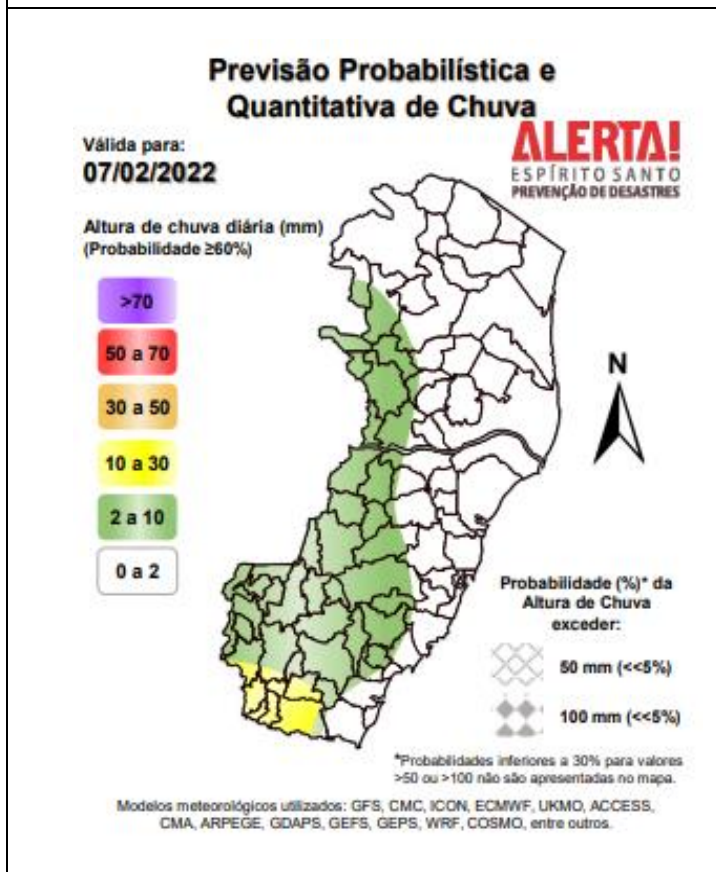 Previsão Probabilística e
Quantitativa de Chuva
ALERTA!
ESPÍRITO SANTO
PREVENÇÃO DE DESASTRES
Válida para:
07/02/2022
Altura de chuva diária (mm)
(Probabilidade ≥60%)
>70
50 a 70
30 a 50
10 a 30
2 a 10
0 a 2
N
Probabilidade (%)* da
Altura de Chuva
exceder:
50 mm (<<5%)
100 mm (<<5%)
*Probabilidades inferiores a 30% para valores
>50 ou >100 não são apresentadas no mapa.
Modelos meteorológicos utilizados: GFS, CMC, ICON, ECMWF, UKMO, ACCESS,
CMA, ARPEGE, GDAPS, GEFS, GEPS, WRF, COSMO, entre outros.